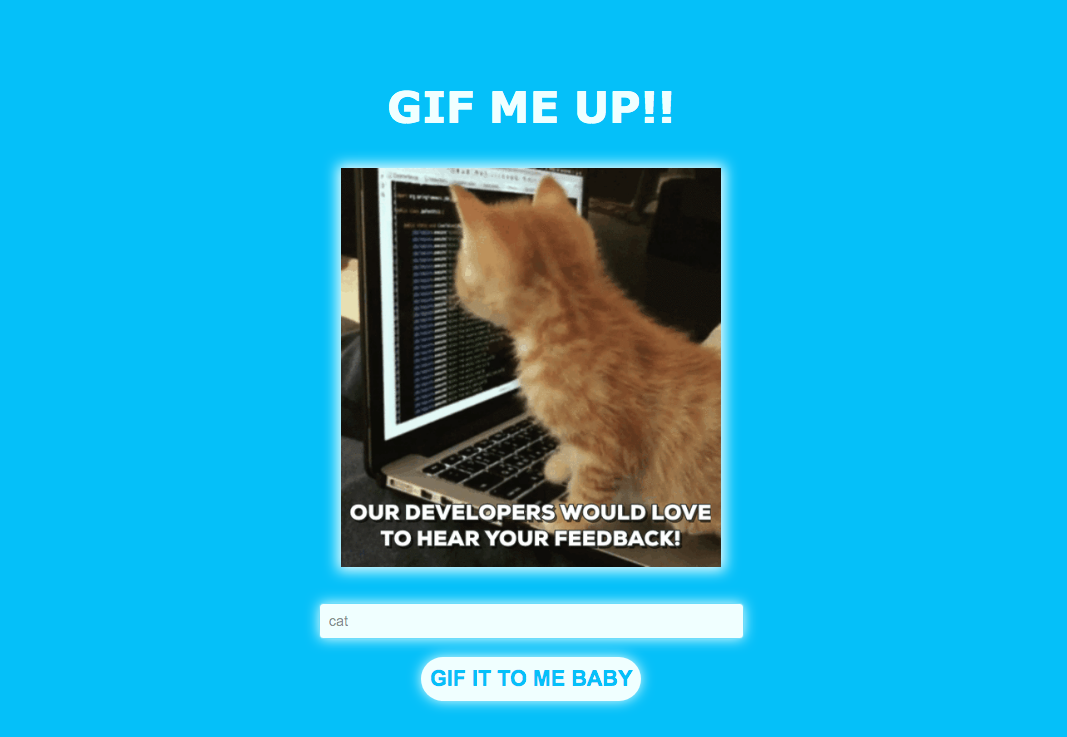 GIF ME UP!!
OUR DEVELOPERS WOULD LOVE
TO HEAR YOUR FEEDBACK!
cat
GIF IT TO ME BABY